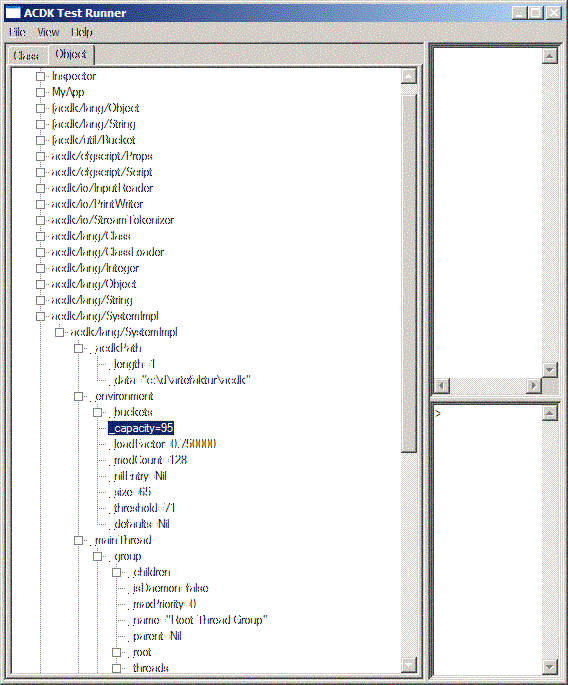 ACDK Test Runner
File View Help
Class Object
Inspector
MyApp
[acdk/lang/Object
[acdk/lang/String
[acdk/util/Bucket
acdk/cfgscript/Props
acdk/cfgscript/Script
acdk/io/InputReader
acdk/io/PrintWriter
acdk/io/StreamTokenizer
acdk/lang/Class
acdk/lang/ClassLoader
acdk/lang/Integer
acdk/lang/Object
acdk/lang/String
acdk/lang/SystemImpl
acdk/lang/SystemImpl
_acdkPath
_length=1
_data="c:\d\artefaktur\acdk"
_environment
_buckets
_capacity=95
_loadFactor=0.750000
_modCount=128
_nilEntry=Nil
_size=65
_threshold=71
_defaults=Nil
_mainThread
_group
_children
_isDaemon=false
_maxPriority=0
_name="Root Thread Group"
_parent=Nil
_root
_threads
>